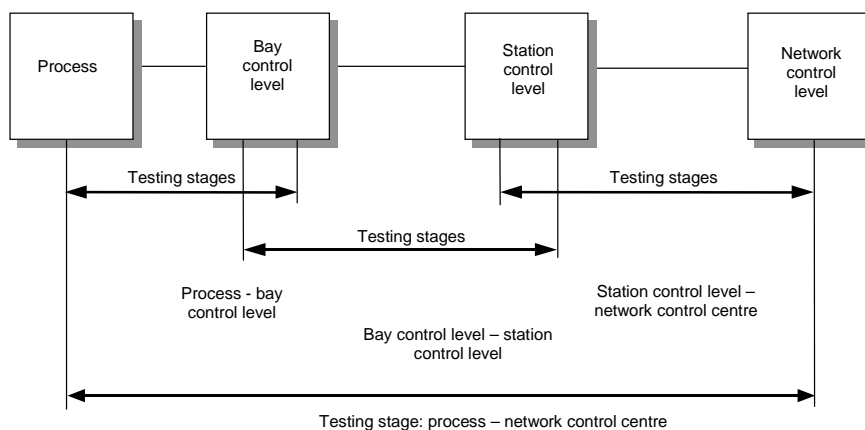 Process
Bay
control
level
Station
control
level
Network
control
level
Testing stages
Testing stages
Testing stages
Process - bay
control level
Station control level –
network control centre
Bay control level – station
control level
Testing stage: process – network control centre